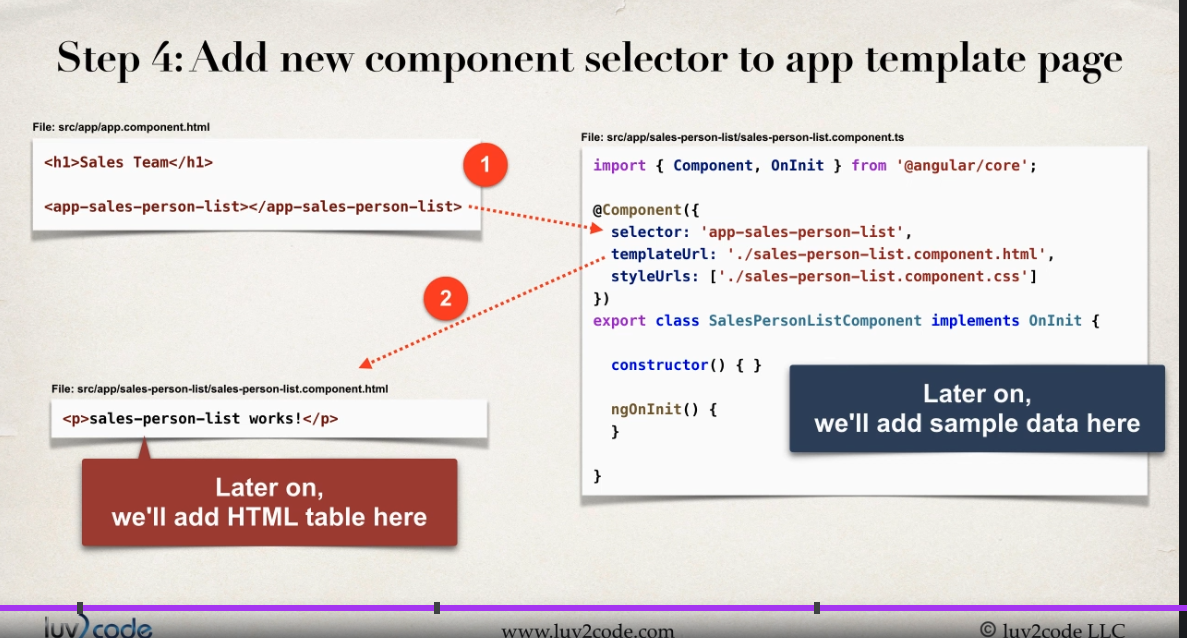 Step 4: Add new component selector to app template page
File: src/app/app.component.html
<h1>Sales Team</h1>
<app-sales-person-list></app-sales-person-list>
1
2
File: src/app/sales-person-list/sales-person-list.component.html
<p>sales-person-list works!</p>
Later on,
we'll add HTML table here
File: src/app/sales-person-list/sales-person-list.component.ts
import { Component, OnInit } from '@angular/core';
@Component({
selector: 'app-sales-person-list',
templateUrl: './sales-person-list.component.html',
styleUrls: ['./sales-person-list.component.css']
})
export class SalesPersonListComponent implements OnInit {
constructor() { }
ngOnInit() {
}
}
Later on,
we'll add sample data here
luv2code
www.luv2code.com
© luv2code LLC